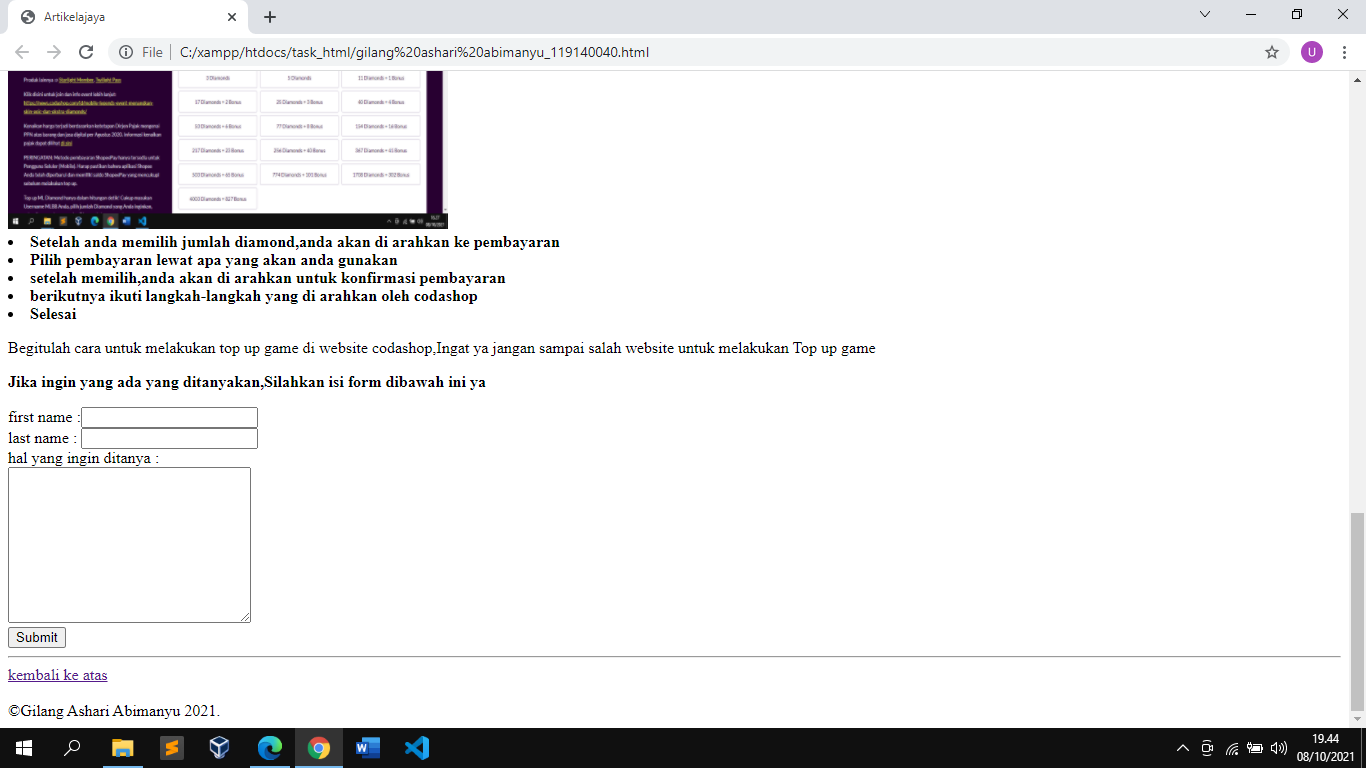 Artikelajaya
File
C:/xampp/htdocs/task_html/gilang%20ashari%20abimanyu_119140040.html
U
Produk lainnya : Starlight Member, Twilight Pass
3 Diamonds 5 Diamonds 11 Diamonds + 1 Bonus
17 Diamonds + 2 Bonus 25 Diamonds + 3 Bonus 40 Diamonds + 4 Bonus
53 Diamonds + 6 Bonus 77 Diamonds + 8 Bonus 154 Diamonds + 16 Bonus
217 Diamonds + 23 Bonus 256 Diamonds + 40 Bonus 367 Diamonds + 41 Bonus
503 Diamonds + 65 Bonus 774 Diamonds + 101 Bonus 1708 Diamonds + 302 Bonus
4003 Diamonds + 827 Bonus
Setelah anda memilih jumlah diamond,anda akan di arahkan ke pembayaran
Pilih pembayaran lewat apa yang akan anda gunakan
setelah memilih,anda akan di arahkan untuk konfirmasi pembayaran
berikutnya ikuti langkah-langkah yang di arahkan oleh codashop
Selesai
Begitulah cara untuk melakukan top up game di website codashop,Ingat ya jangan sampai salah website untuk melakukan Top up game
Jika ingin yang ada yang ditanyakan,Silahkan isi form dibawah ini ya
first name :
last name :
hal yang ingin ditanya :
Submit
kembali ke atas
©Gilang Ashari Abimanyu 2021.
19.44
08/10/2021